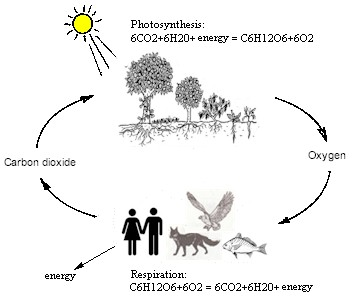 Photosynthesis:
6CO2+6H20+ energy = C6H12O6+6O2
Carbon dioxide
Oxygen
energy
Respiration:
C6H12O6+6O2 = 6CO2+6H20+ energy